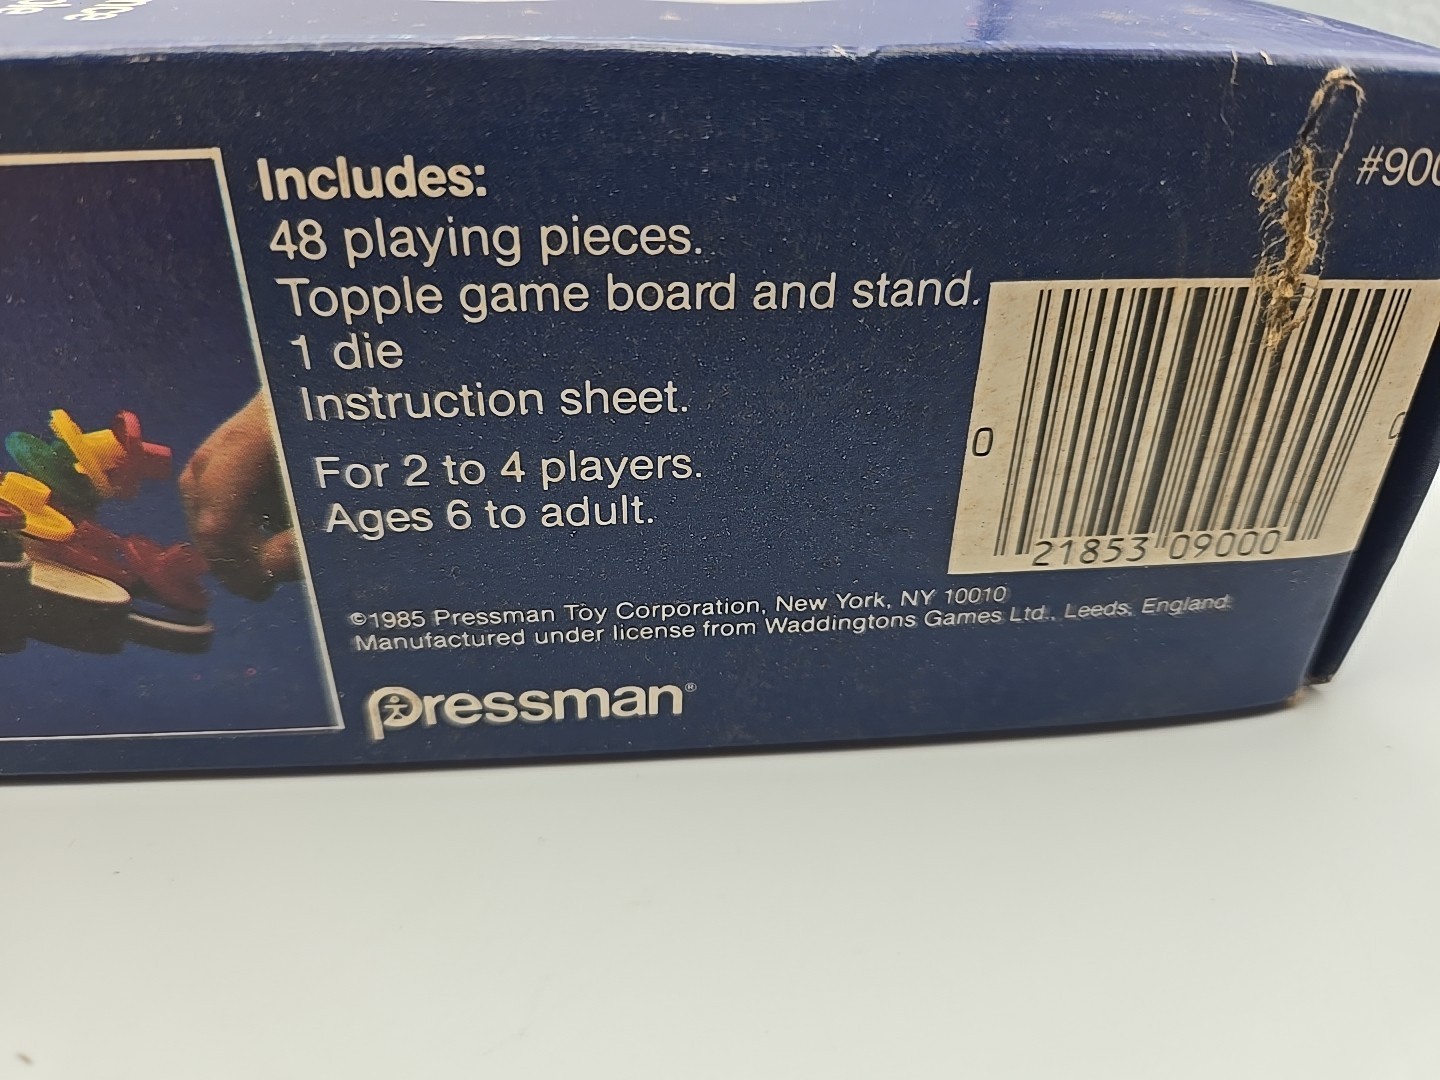 Includes:
48 playing pieces.
Topple game board and stand.
1 die
Instruction sheet.
For 2 to 4 players.
Ages 6 to adult.
#900
0
21853 09000
©1985 Pressman Toy Corporation, New York, NY 10010
Manufactured under license from Waddingtons Games Ltd., Leeds, England.
Pressman®